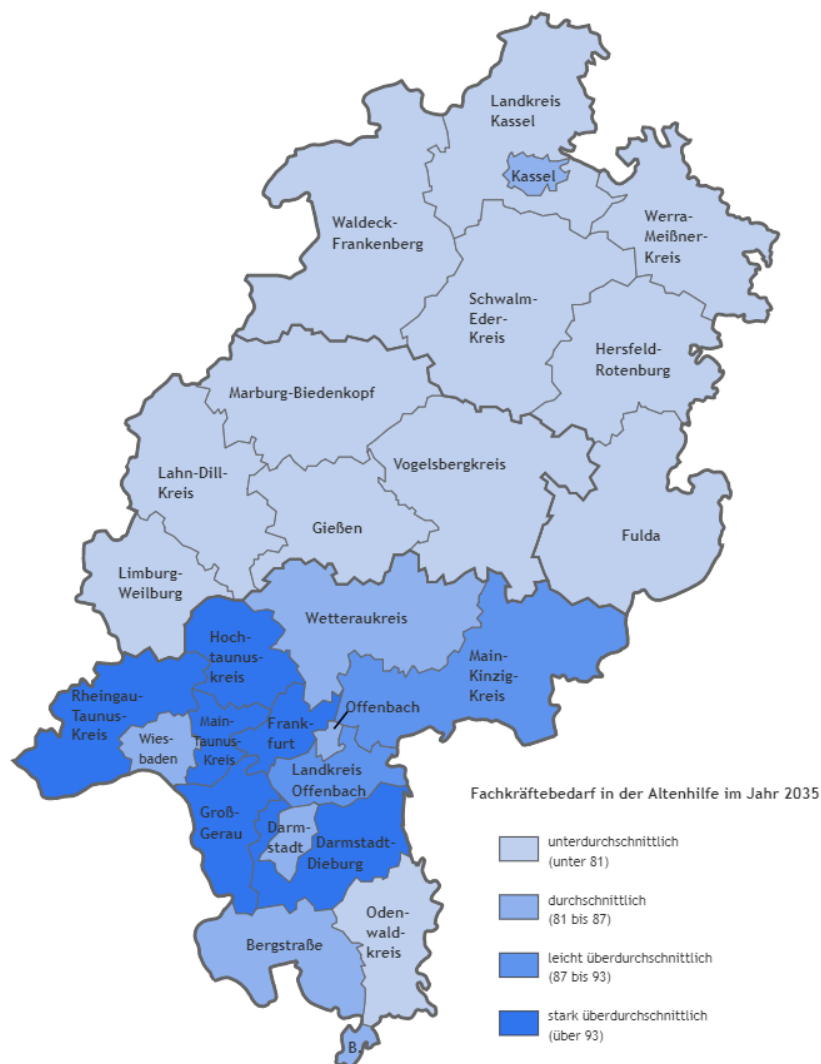 Landkreis
Kassel
Kassel
Waldeck-
Frankenberg
Werra-
Meißner-
Kreis
Schwalm-
Eder-
Kreis
Hersfeld-
Rotenburg
Marburg-Biedenkopf
Vogelsbergkreis
Lahn-Dill-
Kreis
Gießen
Fulda
Limburg-
Weilburg
Wetteraukreis
Hoch-
taunus-
kreis
Main-
Kinzig-
Kreis
Rheingau-
Taunus-
Kreis
Main-
Taunus-
Kreis
Frank-
furt
Offenbach
Wies-
baden
Landkreis
Offenbach
Groß-
Gerau
Darm-
stadt
Darmstadt-
Dieburg
Oden-
wald-
kreis
Bergstraße
B.
Fachkräftebedarf in der Altenhilfe im Jahr 2035
unterdurchschnittlich
(unter 81)
durchschnittlich
(81 bis 87)
leicht überdurchschnittlich
(87 bis 93)
stark überdurchschnittlich
(über 93)